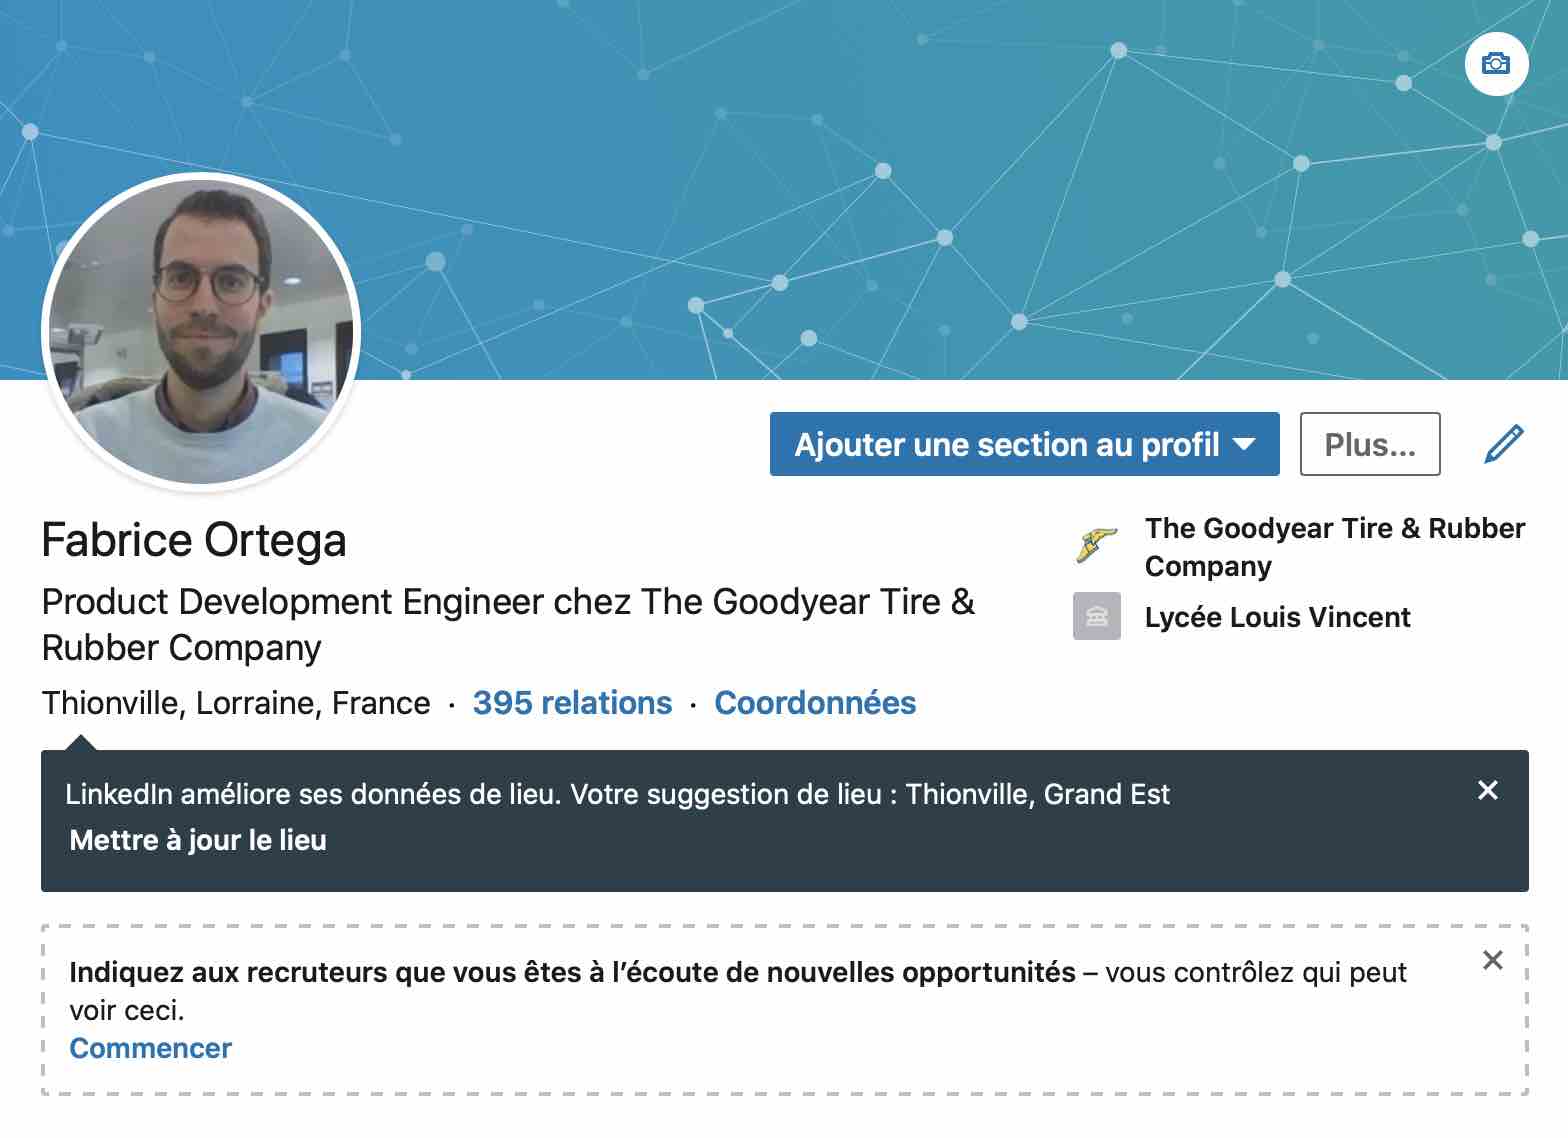 Ajouter une section au profil
Plus...
Fabrice Ortega
Product Development Engineer chez The Goodyear Tire &
Rubber Company
Thionville, Lorraine, France · 395 relations · Coordonnées
The Goodyear Tire & Rubber
Company
Lycée Louis Vincent
LinkedIn améliore ses données de lieu. Votre suggestion de lieu : Thionville, Grand Est
Mettre à jour le lieu
Indiquez aux recruteurs que vous êtes à l’écoute de nouvelles opportunités – vous contrôlez qui peut
voir ceci.
Commencer